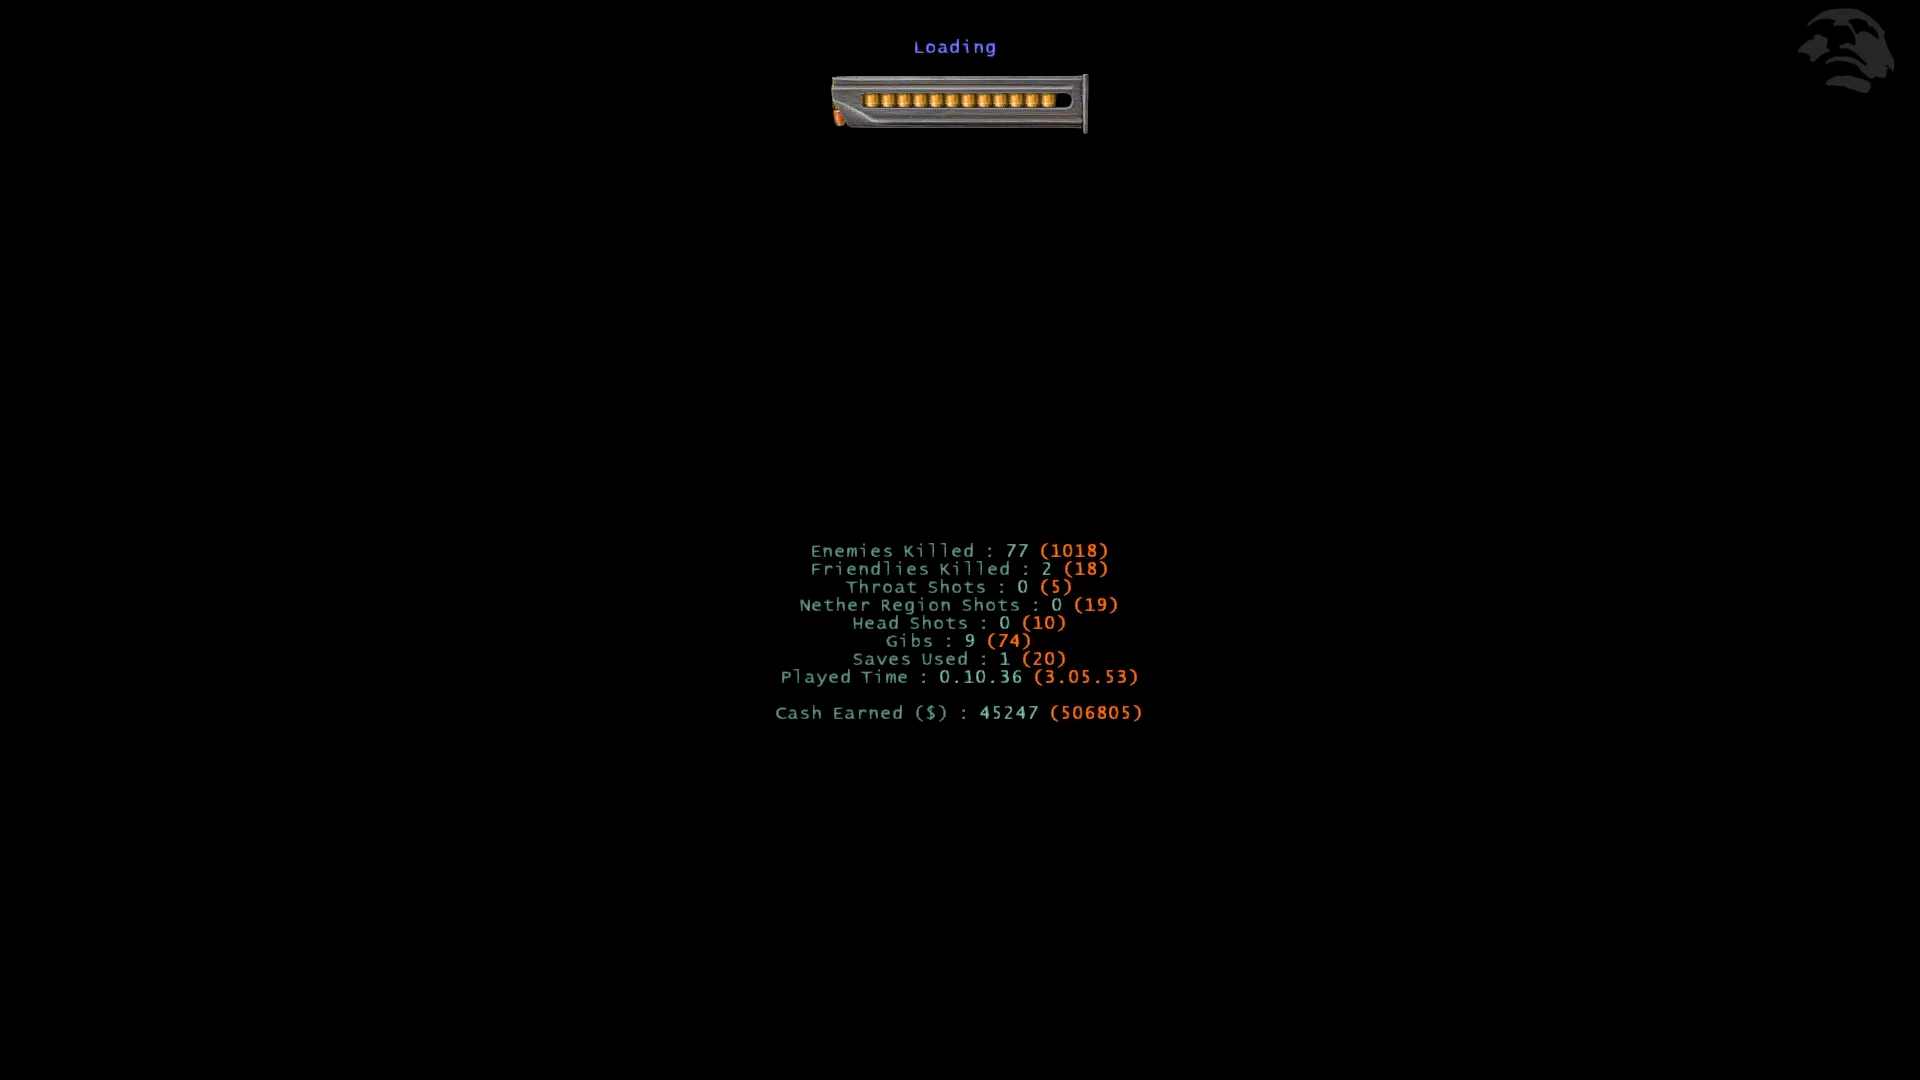 Loading
Enemies Killed : 77 (1018)
Friendlies Killed : 2 (18)
Throat Shots : 0 (5)
Nether Region Shots : 0 (19)
Head Shots : 0 (10)
Gibs : 9 (74)
Saves Used : 1 (20)
Played Time : 0.10.36 (3.05.53)
Cash Earned ($) : 45247 (506805)